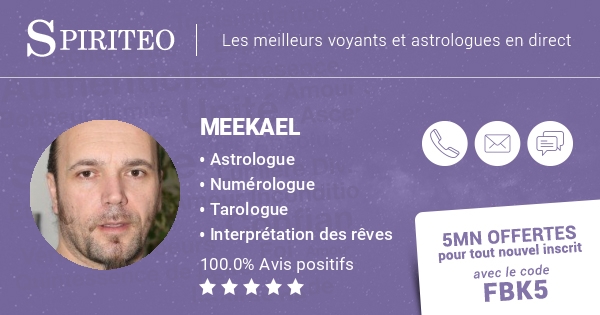 SPIRITEO
Les meilleurs voyants et astrologues en direct
MEEKAEL
• Astrologue
• Numérologue
• Tarologue
• Interprétation des rêves
100.0% Avis positifs
5MN OFFERTES
pour tout nouvel inscrit
avec le code
FBK5